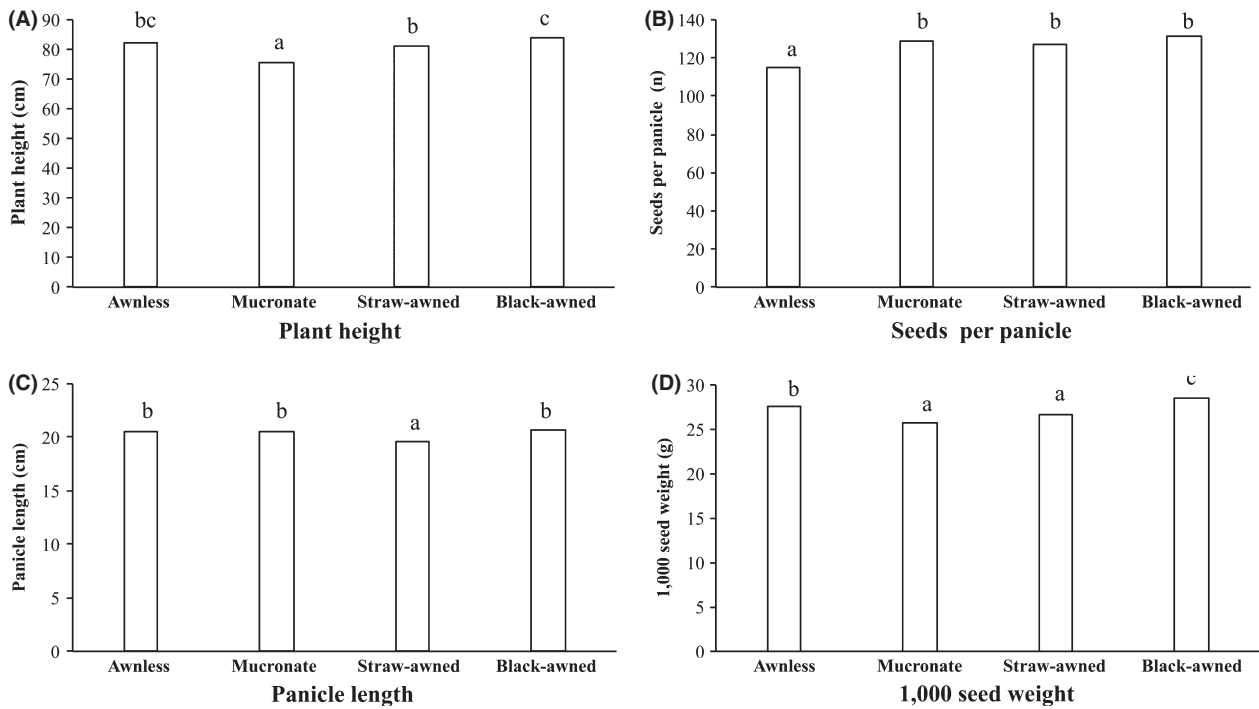 (A)
90
80
70
60
50
40
30
20
10
0
Plant height (cm)
bc
a
b
c
Awnless Mucronate Straw-awned Black-awned
Plant height
(B)
140
120
100
80
60
40
20
0
Seeds per panicle (n)
a
b
b
b
Awnless Mucronate Straw-awned Black-awned
Seeds per panicle
(C)
25
20
15
10
5
0
Panicle length (cm)
b
b
a
b
Awnless Mucronate Straw-awned Black-awned
Panicle length
(D)
30
25
20
15
10
5
0
1,000 seed weight (g)
b
a
a
c
Awnless Mucronate Straw-awned Black-awned
1,000 seed weight